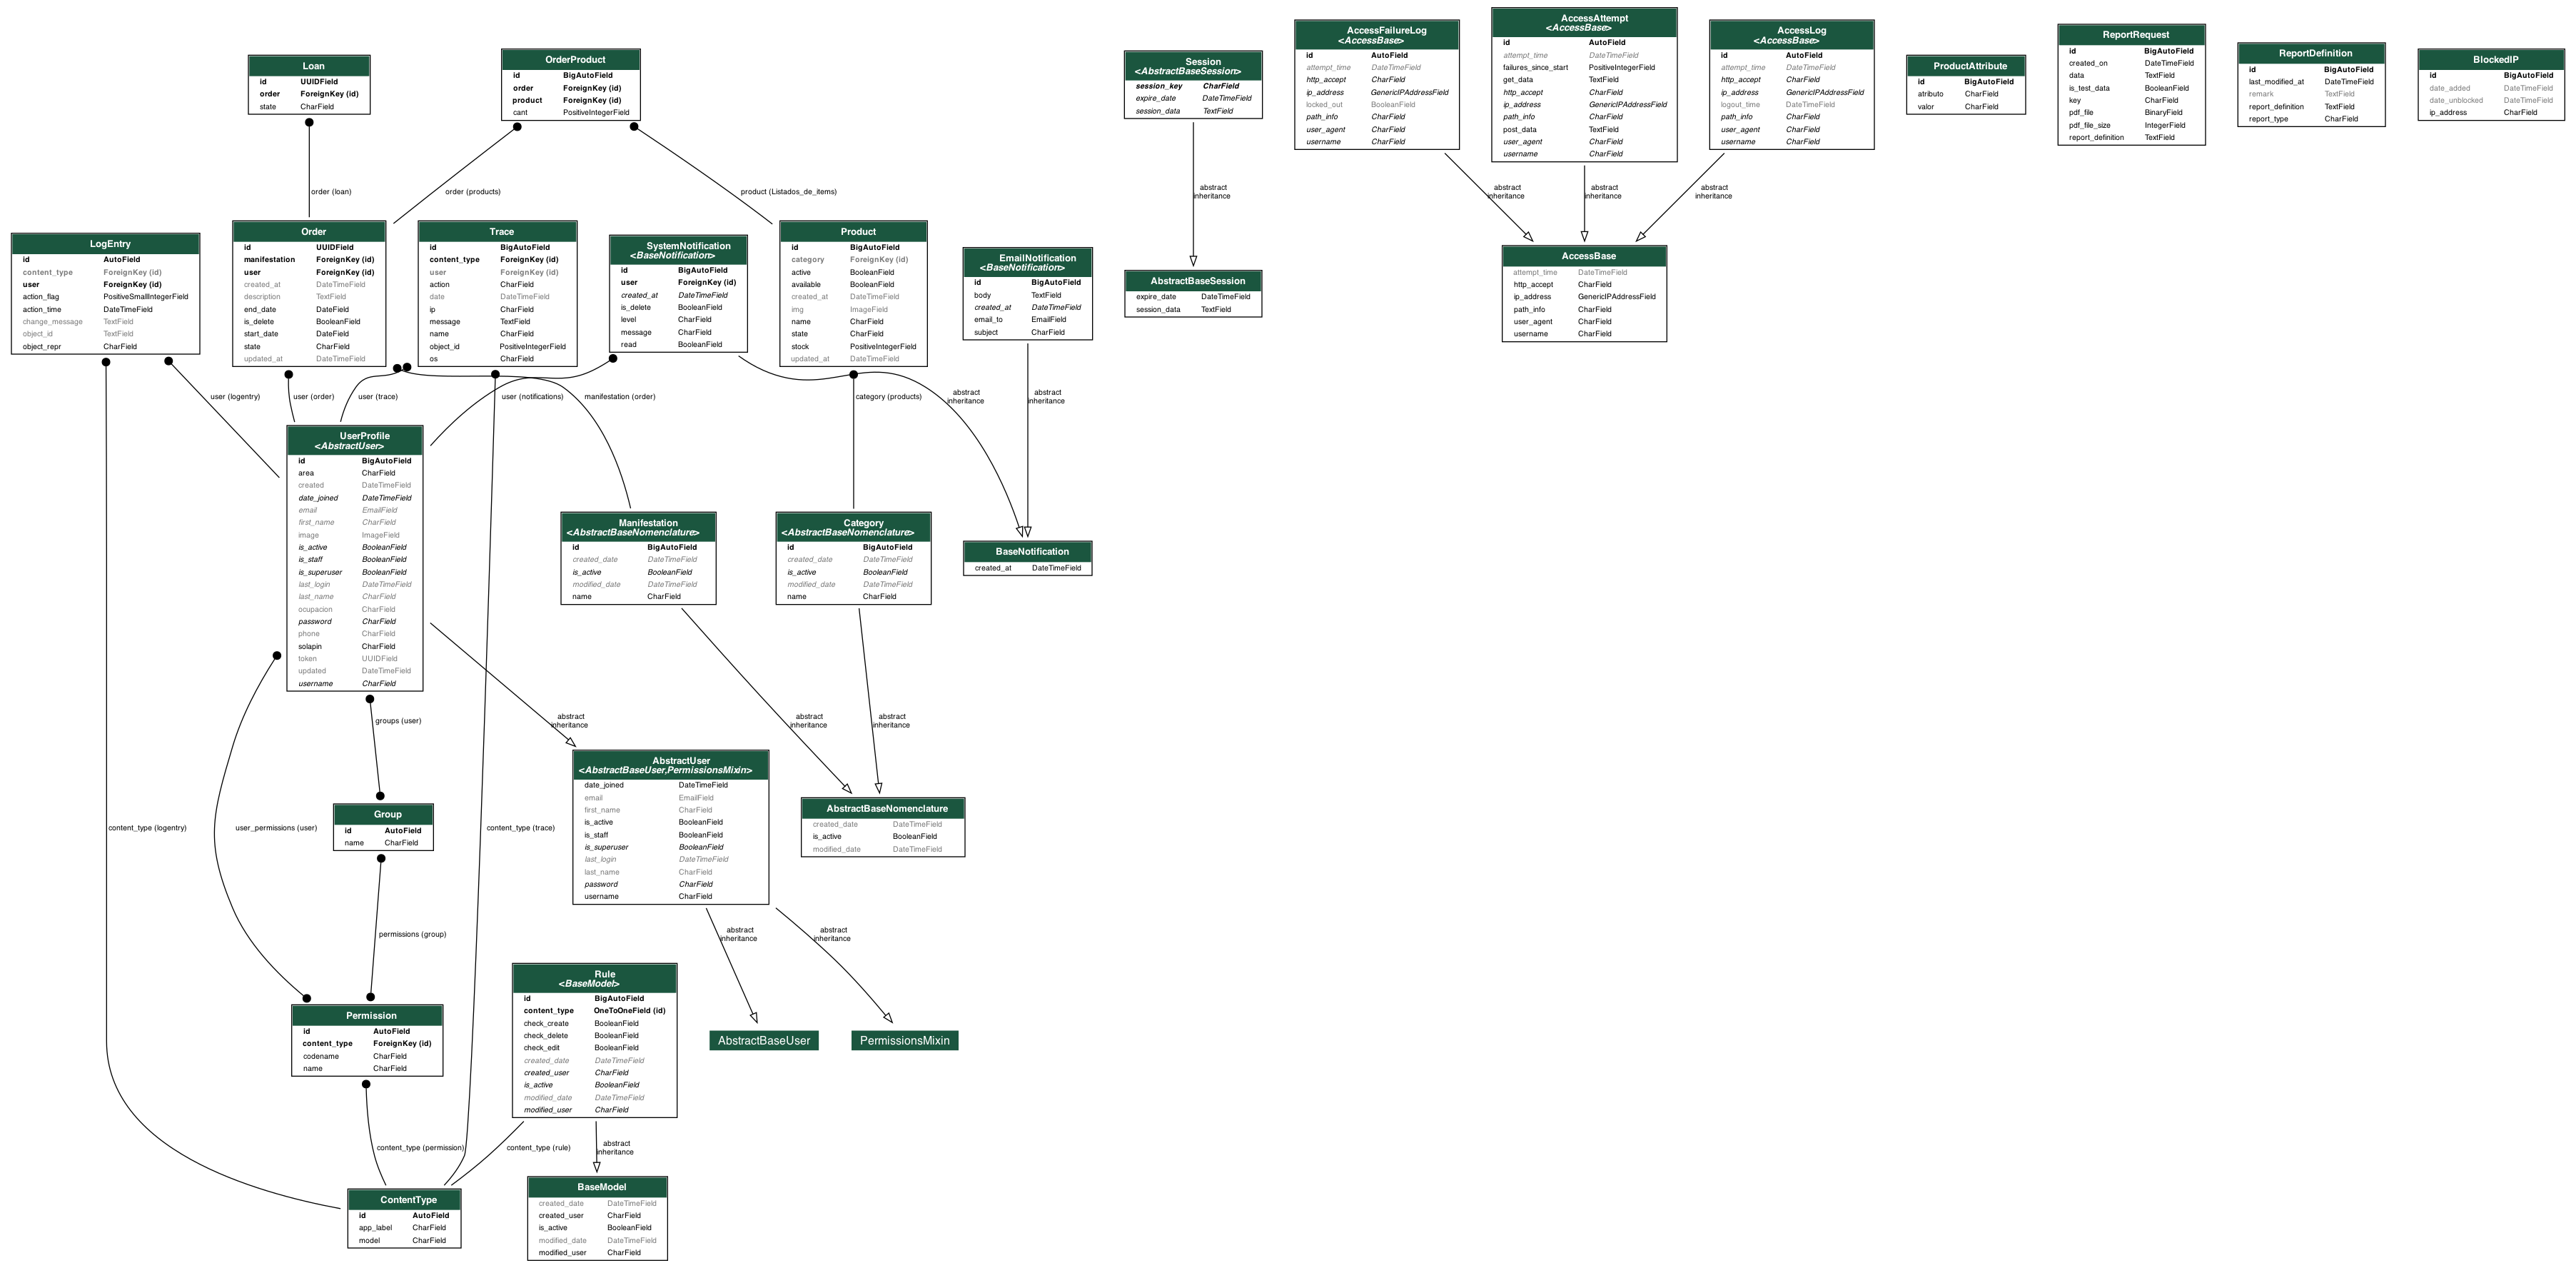 Loan
id UUIDField
order ForeignKey (id)
state CharField
OrderProduct
id BigAutoField
order ForeignKey (id)
product ForeignKey (id)
cant PositiveIntegerField
Session
<AbstractBaseSession>
session_key CharField
expire_date DateTimeField
session_data TextField
AccessFailureLog
<AccessBase>
id AutoField
attempt_time DateTimeField
http_accept CharField
ip_address GenericIPAddressField
locked_out BooleanField
path_info CharField
user_agent CharField
username CharField
AccessAttempt
<AccessBase>
id AutoField
attempt_time DateTimeField
failures_since_start PositiveIntegerField
get_data TextField
http_accept CharField
ip_address GenericIPAddressField
path_info CharField
post_data TextField
user_agent CharField
username CharField
AccessLog
<AccessBase>
id AutoField
attempt_time DateTimeField
http_accept CharField
ip_address GenericIPAddressField
logout_time DateTimeField
path_info CharField
user_agent CharField
username CharField
ProductAttribute
id BigAutoField
atributo CharField
valor CharField
ReportRequest
id BigAutoField
created_on DateTimeField
data TextField
is_test_data BooleanField
key CharField
pdf_file BinaryField
pdf_file_size IntegerField
report_definition TextField
ReportDefinition
id BigAutoField
last_modified_at DateTimeField
remark TextField
report_definition TextField
report_type CharField
BlockedIP
id BigAutoField
date_added DateTimeField
date_unblocked DateTimeField
ip_address CharField
order (loan)
order (products)
product (Listados_de_items)
abstract
inheritance
abstract
inheritance
abstract
inheritance
abstract
inheritance
LogEntry
id AutoField
content_type ForeignKey (id)
user ForeignKey (id)
action_flag PositiveSmallIntegerField
action_time DateTimeField
change_message TextField
object_id TextField
object_repr CharField
Order
id UUIDField
manifestation ForeignKey (id)
user ForeignKey (id)
created_at DateTimeField
description TextField
end_date DateField
is_delete BooleanField
start_date DateField
state CharField
updated_at DateTimeField
Trace
id BigAutoField
content_type ForeignKey (id)
user ForeignKey (id)
action CharField
date DateTimeField
ip CharField
message TextField
name CharField
object_id PositiveIntegerField
os CharField
SystemNotification
<BaseNotification>
id BigAutoField
user ForeignKey (id)
created_at DateTimeField
is_delete BooleanField
level CharField
message CharField
read BooleanField
Product
id BigAutoField
category ForeignKey (id)
active BooleanField
available BooleanField
created_at DateTimeField
img ImageField
name CharField
state CharField
stock PositiveIntegerField
updated_at DateTimeField
EmailNotification
<BaseNotification>
id BigAutoField
body TextField
created_at DateTimeField
email_to EmailField
subject CharField
AbstractBaseSession
expire_date DateTimeField
session_data TextField
AccessBase
attempt_time DateTimeField
http_accept CharField
ip_address GenericIPAddressField
path_info CharField
user_agent CharField
username CharField
user (logentry)
user (order)
user (trace)
user (notifications)
manifestation (order)
category (products)
abstract
inheritance
abstract
inheritance
UserProfile
<AbstractUser>
id BigAutoField
area CharField
created DateTimeField
date_joined DateTimeField
email EmailField
first_name CharField
image ImageField
is_active BooleanField
is_staff BooleanField
is_superuser BooleanField
last_login DateTimeField
last_name CharField
ocupacion CharField
password CharField
phone CharField
solapin CharField
token UUIDField
updated DateTimeField
username CharField
Manifestation
<AbstractBaseNomenclature>
id BigAutoField
created_date DateTimeField
is_active BooleanField
modified_date DateTimeField
name CharField
Category
<AbstractBaseNomenclature>
id BigAutoField
created_date DateTimeField
is_active BooleanField
modified_date DateTimeField
name CharField
BaseNotification
created_at DateTimeField
groups (user)
abstract
inheritance
abstract
inheritance
abstract
inheritance
AbstractUser
<AbstractBaseUser,PermissionsMixin>
date_joined DateTimeField
email EmailField
first_name CharField
is_active BooleanField
is_staff BooleanField
is_superuser BooleanField
last_login DateTimeField
last_name CharField
password CharField
username CharField
AbstractBaseNomenclature
created_date DateTimeField
is_active BooleanField
modified_date DateTimeField
Group
id AutoField
name CharField
content_type (logentry)
user_permissions (user)
content_type (trace)
permissions (group)
abstract
inheritance
abstract
inheritance
Rule
<BaseModel>
id BigAutoField
content_type OneToOneField (id)
check_create BooleanField
check_delete BooleanField
check_edit BooleanField
created_date DateTimeField
created_user CharField
is_active BooleanField
modified_date DateTimeField
modified_user CharField
Permission
id AutoField
content_type ForeignKey (id)
codename CharField
name CharField
AbstractBaseUser
PermissionsMixin
content_type (permission)
content_type (rule)
abstract
inheritance
ContentType
id AutoField
app_label CharField
model CharField
BaseModel
created_date DateTimeField
created_user CharField
is_active BooleanField
modified_date DateTimeField
modified_user CharField